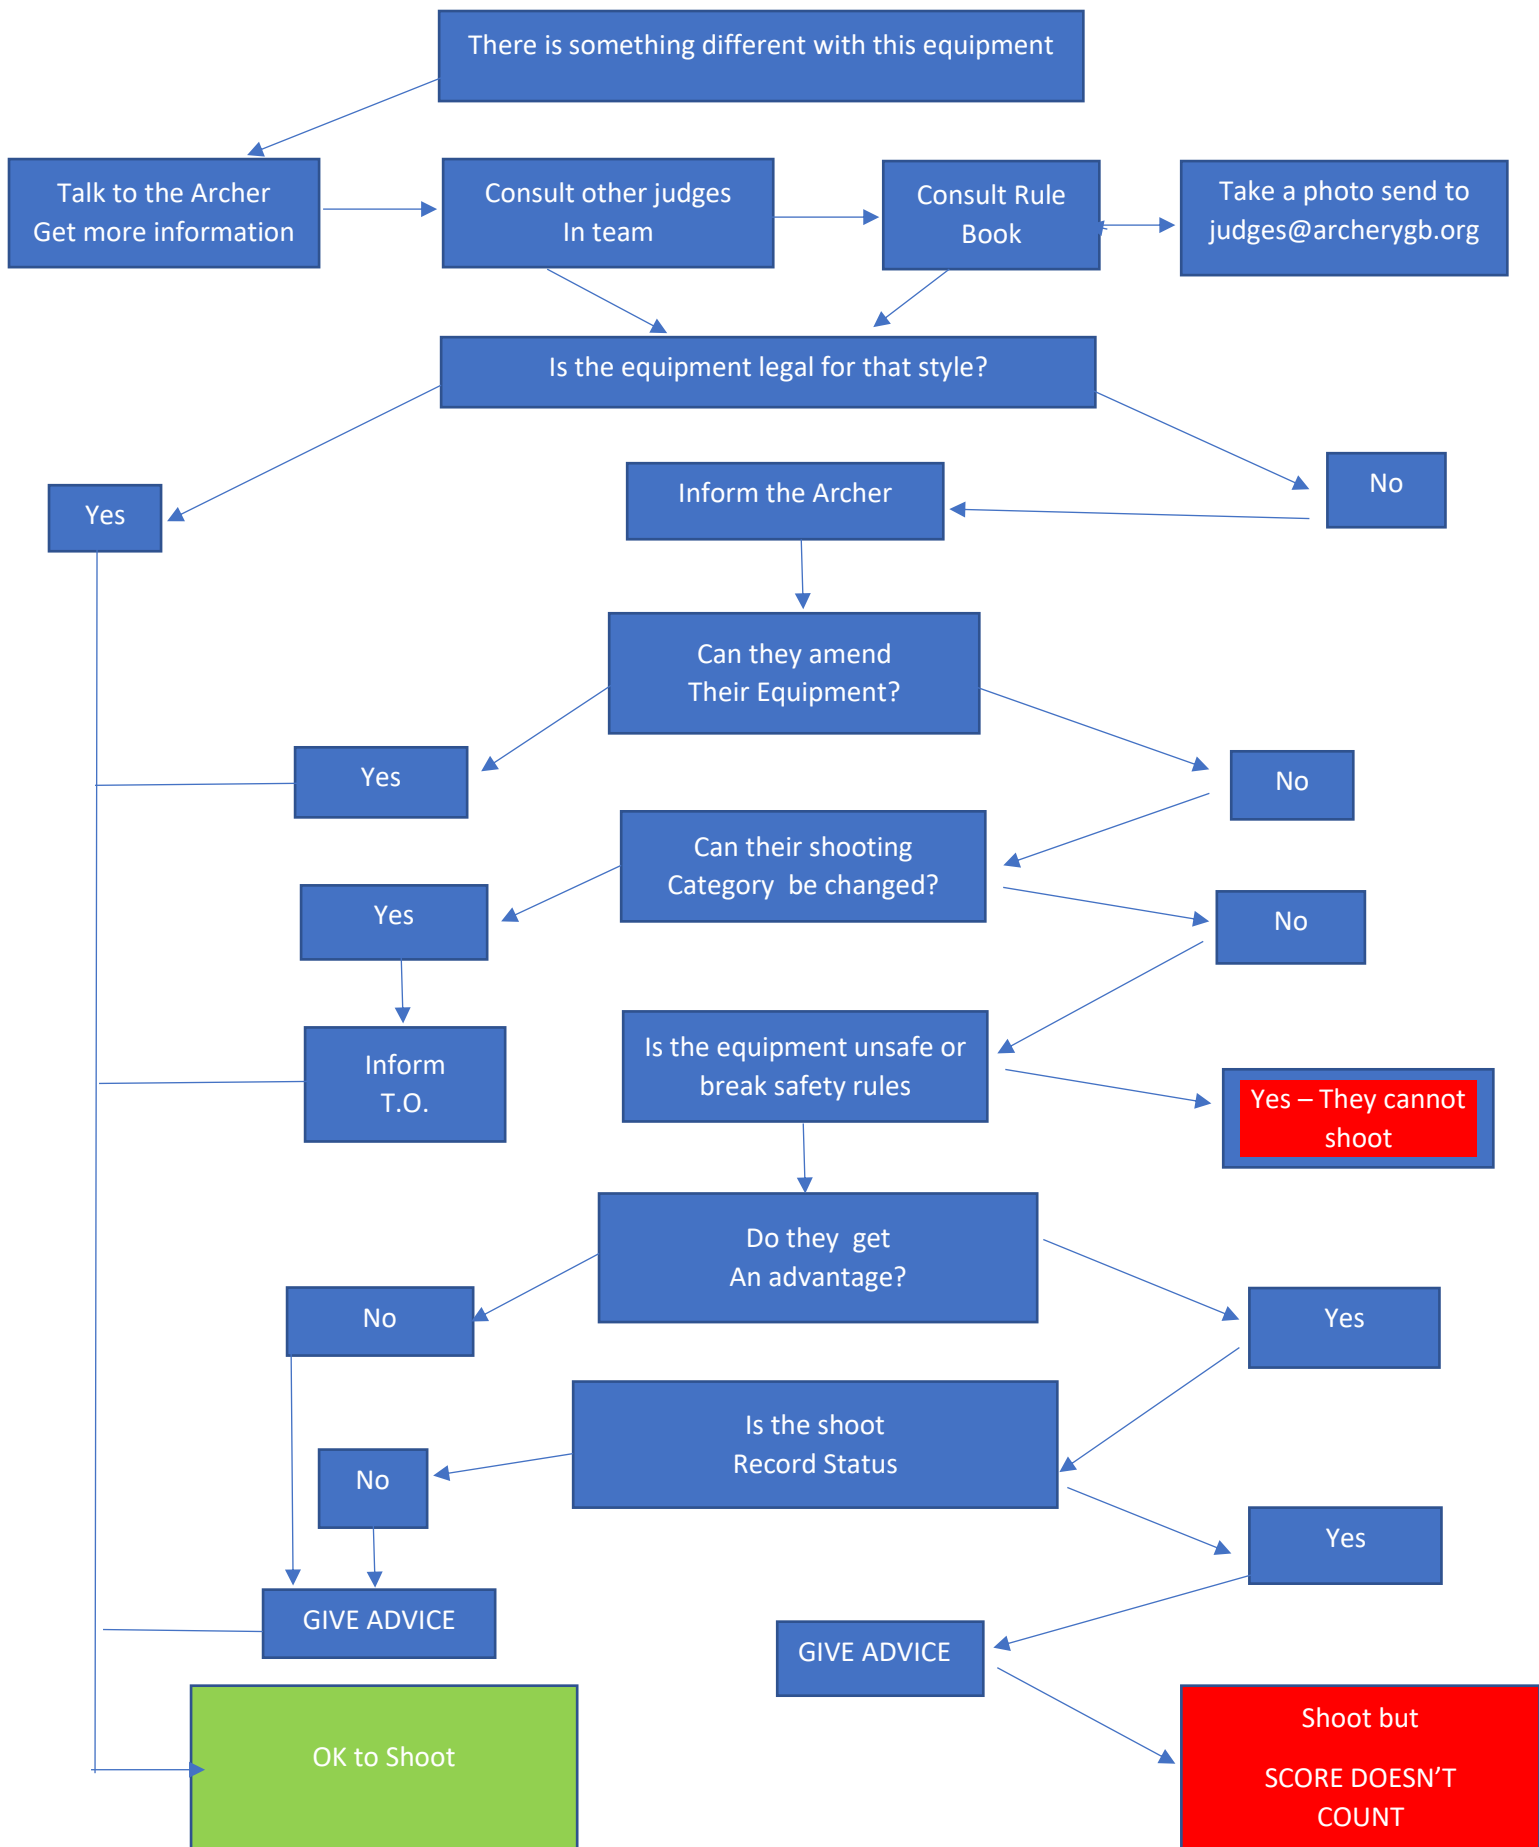 There is something different with this equipment
Talk to the Archer
Get more information
Consult other judges
In team
Consult Rule
Book
Take a photo send to
judges@archerygb.org
Is the equipment legal for that style?
Yes
Inform the Archer
No
Can they amend
Their Equipment?
Yes
No
Can their shooting
Category  be changed?
Yes
No
Inform
T.O.
Is the equipment unsafe or
break safety rules
Yes – They cannot
shoot
Do they  get
An advantage?
No
Yes
Is the shoot
Record Status
No
Yes
GIVE ADVICE
GIVE ADVICE
OK to Shoot
Shoot but
SCORE DOESN’T
COUNT